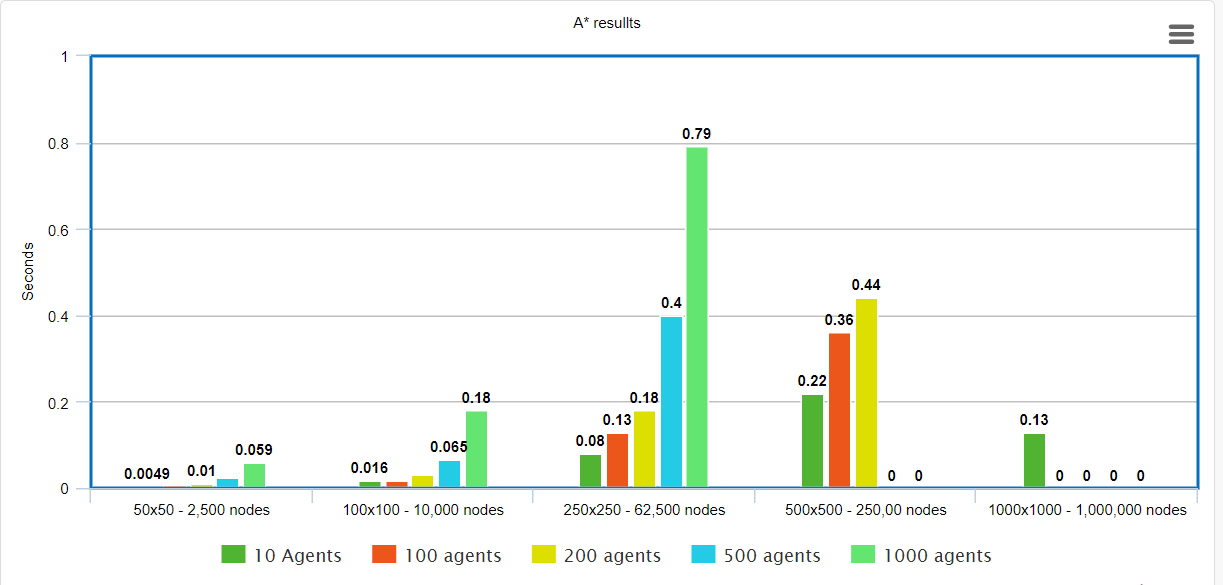 A* resullts
1
0.8
0.6
0.4
0.2
0
Seconds
0.0049 0.01 0.059
0.016 0.065 0.18
0.08 0.13 0.18 0.4 0.79
0.22 0.36 0.44 0 0
0.13 0 0 0 0
50x50 - 2,500 nodes
100x100 - 10,000 nodes
250x250 - 62,500 nodes
500x500 - 250,00 nodes
1000x1000 - 1,000,000 nodes
10 Agents
100 agents
200 agents
500 agents
1000 agents